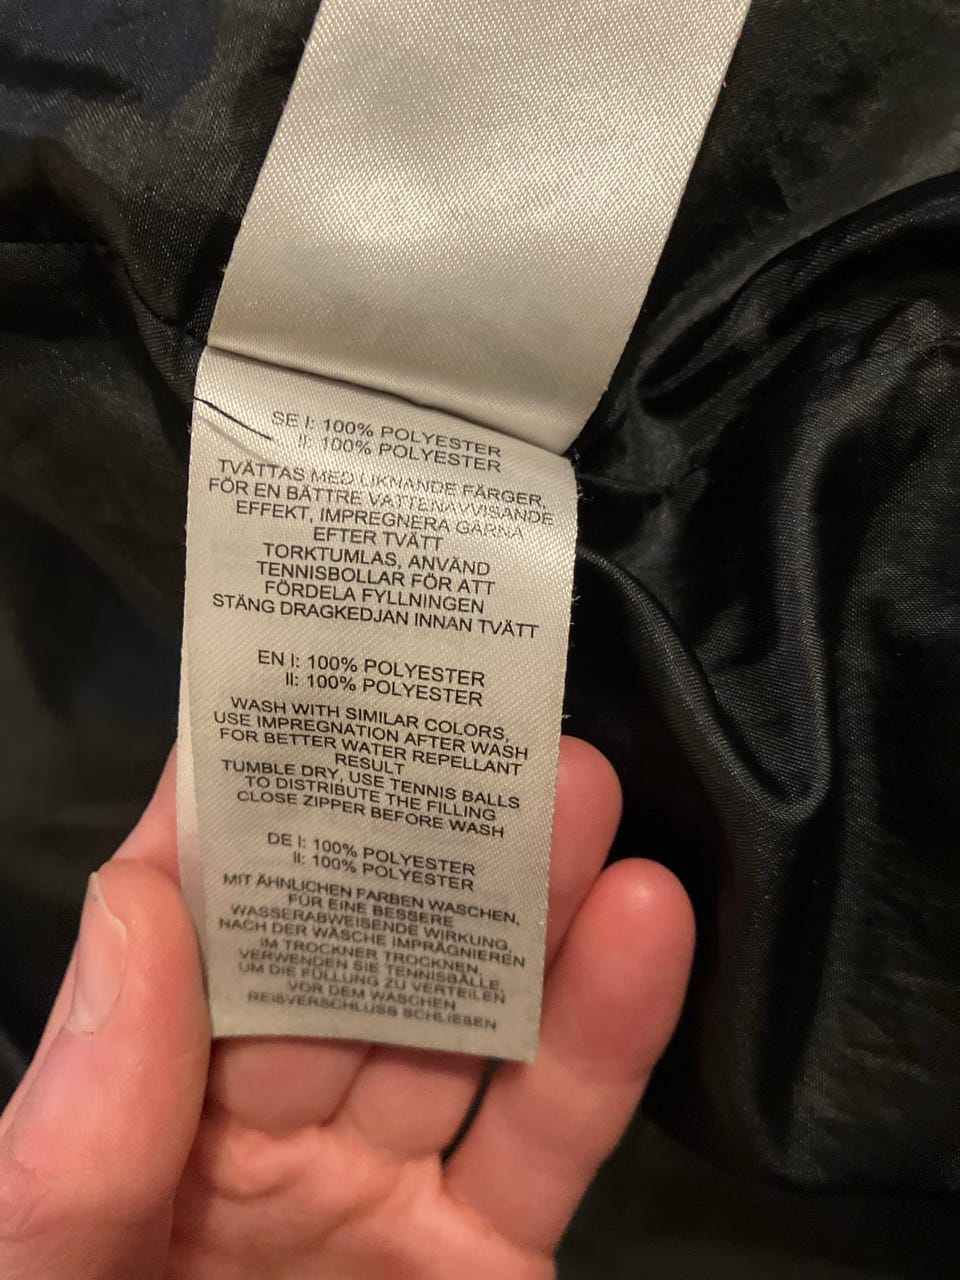 SE I: 100% POLYESTER
II: 100% POLYESTER
TVÄTTAS MED LIKNANDE FÄRGER,
FÖR EN BÄTTRE VATTENAVVISANDE
EFFEKT, IMPREGNERA GÄRNA
EFTER TVÄTT
TORKTUMLAS, ANVÄND
TENNISBOLLAR FÖR ATT
FÖRDELA FYLLNINGEN
STÄNG DRAGKEDJAN INNAN TVÄTT
EN I: 100% POLYESTER
II: 100% POLYESTER
WASH WITH SIMILAR COLORS,
USE IMPREGNATION AFTER WASH
FOR BETTER WATER REPELLANT
RESULT
TUMBLE DRY, USE TENNIS BALLS
TO DISTRIBUTE THE FILLING
CLOSE ZIPPER BEFORE WASH
DE I: 100% POLYESTER
II: 100% POLYESTER
MIT ÄHNLICHEN FARBEN WASCHEN,
FÜR EINE BESSERE
WASSERABWEISENDE WIRKUNG,
NACH DER WÄSCHE IMPRÄGNIEREN
IM TROCKNER TROCKNEN,
VERWENDEN SIE TENNISBÄLLE,
UM DIE FÜLLUNG ZU VERTEILEN
VOR DEM WASCHEN
REIßVERSCHLUSS SCHLIEßEN